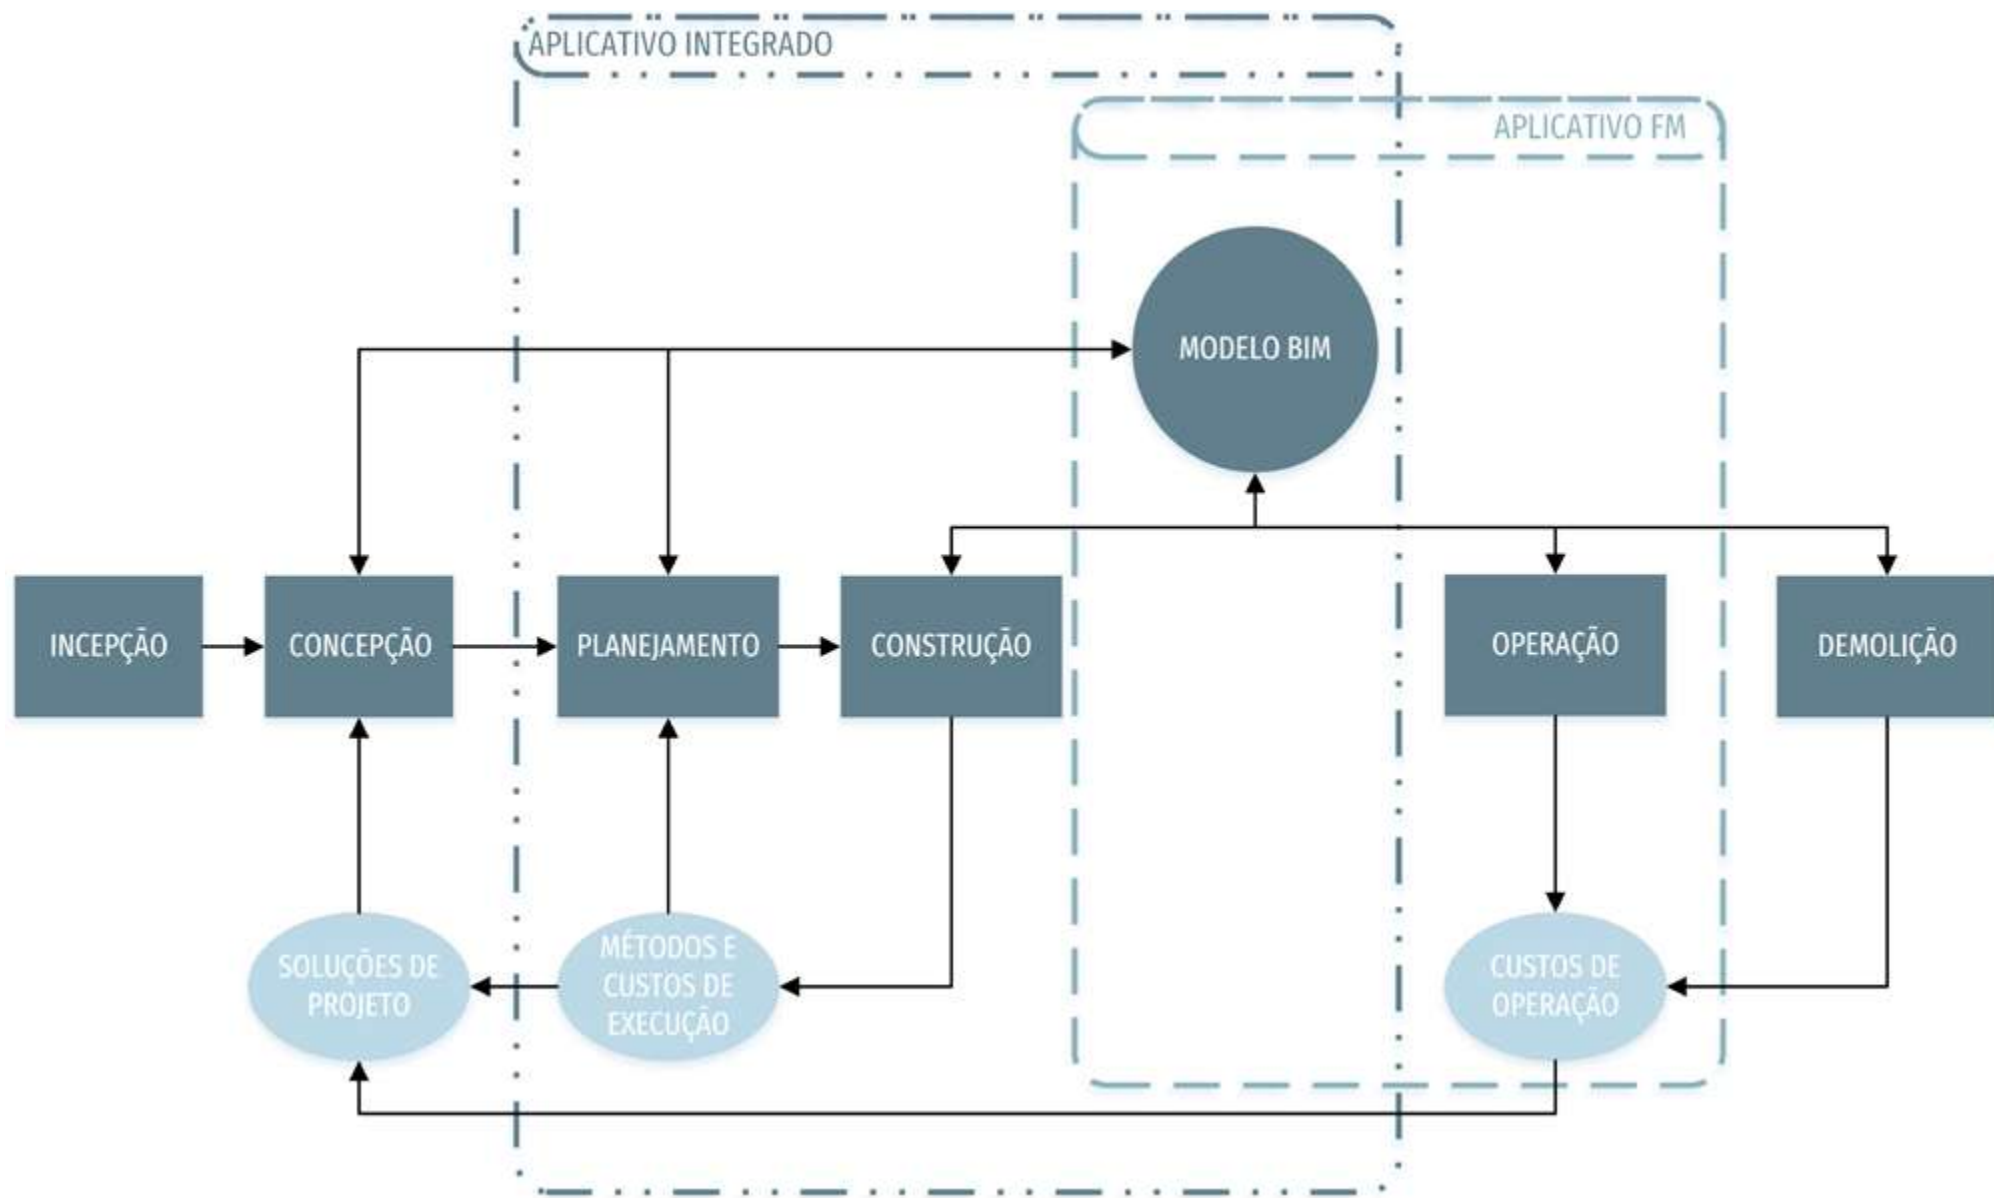 APLICATIVO INTEGRADO
APLICATIVO FM
MODELO BIM
INCEPÇÃO
CONCEPÇÃO
PLANEJAMENTO
CONSTRUÇÃO
OPERAÇÃO
DEMOLIÇÃO
SOLUÇÕES DE
PROJETO
MÉTODOS E
CUSTOS DE
EXECUÇÃO
CUSTOS DE
OPERAÇÃO